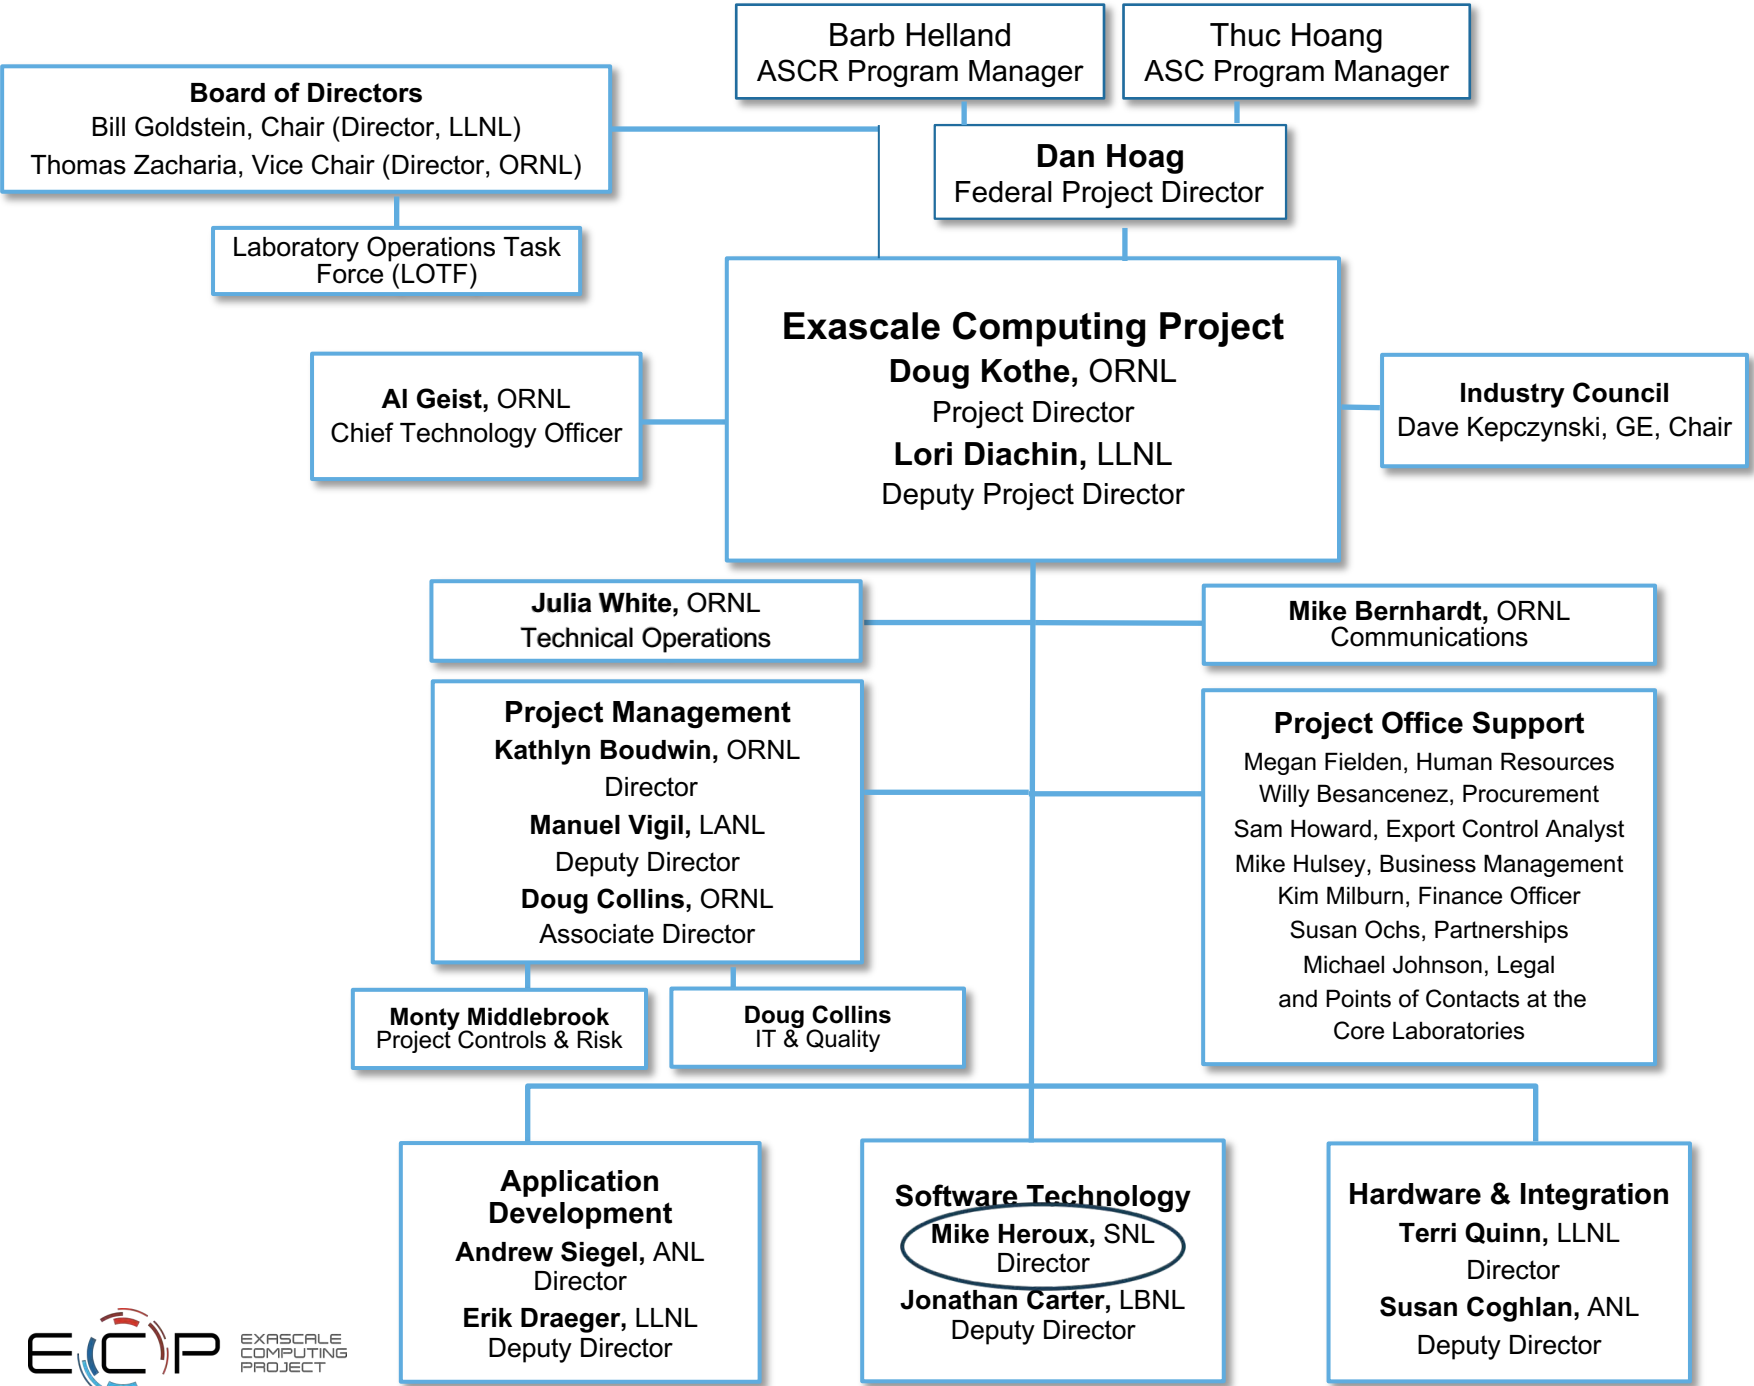 Barb Helland
ASCR Program Manager
Thuc Hoang
ASC Program Manager
Board of Directors
Bill Goldstein, Chair (Director, LLNL)
Thomas Zacharia, Vice Chair (Director, ORNL)
Dan Hoag
Federal Project Director
Laboratory Operations Task
Force (LOTF)
Exascale Computing Project
Doug Kothe, ORNL
Project Director
Lori Diachin, LLNL
Deputy Project Director
Al Geist, ORNL
Chief Technology Officer
Industry Council
Dave Kepczynski, GE, Chair
Julia White, ORNL
Technical Operations
Mike Bernhardt, ORNL
Communications
Project Management
Kathlyn Boudwin, ORNL
Director
Manuel Vigil, LANL
Deputy Director
Doug Collins, ORNL
Associate Director
Project Office Support
Megan Fielden, Human Resources
Willy Besancenez, Procurement
Sam Howard, Export Control Analyst
Mike Hulsey, Business Management
Kim Milburn, Finance Officer
Susan Ochs, Partnerships
Michael Johnson, Legal
and Points of Contacts at the
Core Laboratories
Monty Middlebrook
Project Controls & Risk
Doug Collins
IT & Quality
Application
Development
Andrew Siegel, ANL
Director
Erik Draeger, LLNL
Deputy Director
Software Technology
Mike Heroux, SNL
Director
Jonathan Carter, LBNL
Deputy Director
Hardware & Integration
Terri Quinn, LLNL
Director
Susan Coghlan, ANL
Deputy Director
ECP
EXASCALE
COMPUTING
PROJECT